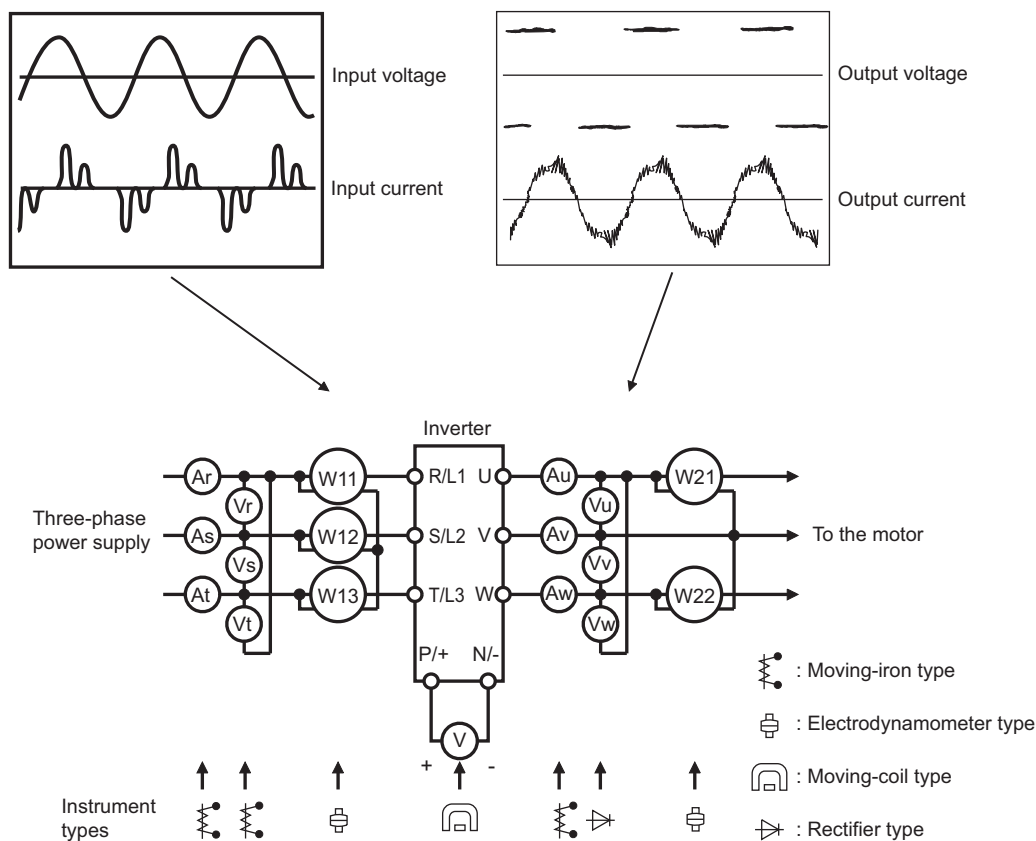 Input voltage
Input current
Output voltage
Output current
Inverter
Three-phase
power supply
Ar
As
At
Vr
Vs
Vt
W11
W12
W13
R/L1
S/L2
T/L3
U
V
W
P/+
N/-
Au
Av
Aw
Vu
Vv
Vw
W21
W22
To the motor
V
+
-
Instrument
types
: Moving-iron type
: Electrodynamometer type
: Moving-coil type
: Rectifier type